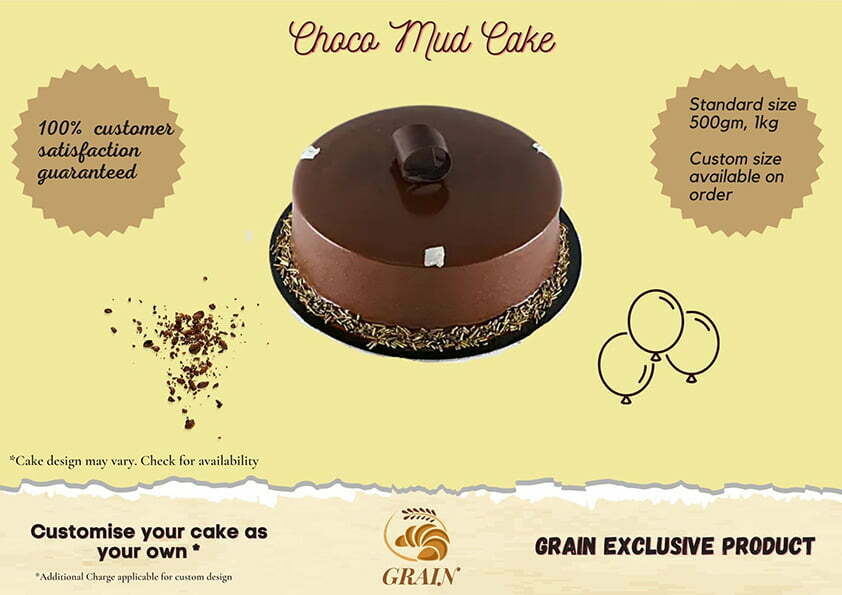 Choco Mud Cake
100% customer
satisfaction
guaranteed
Standard size
500gm, 1kg
Custom size
available on
order
*Cake design may vary. Check for availability
Customise your cake as
your own *
*Additional Charge applicable for custom design
GRAIN
GRAIN EXCLUSIVE PRODUCT